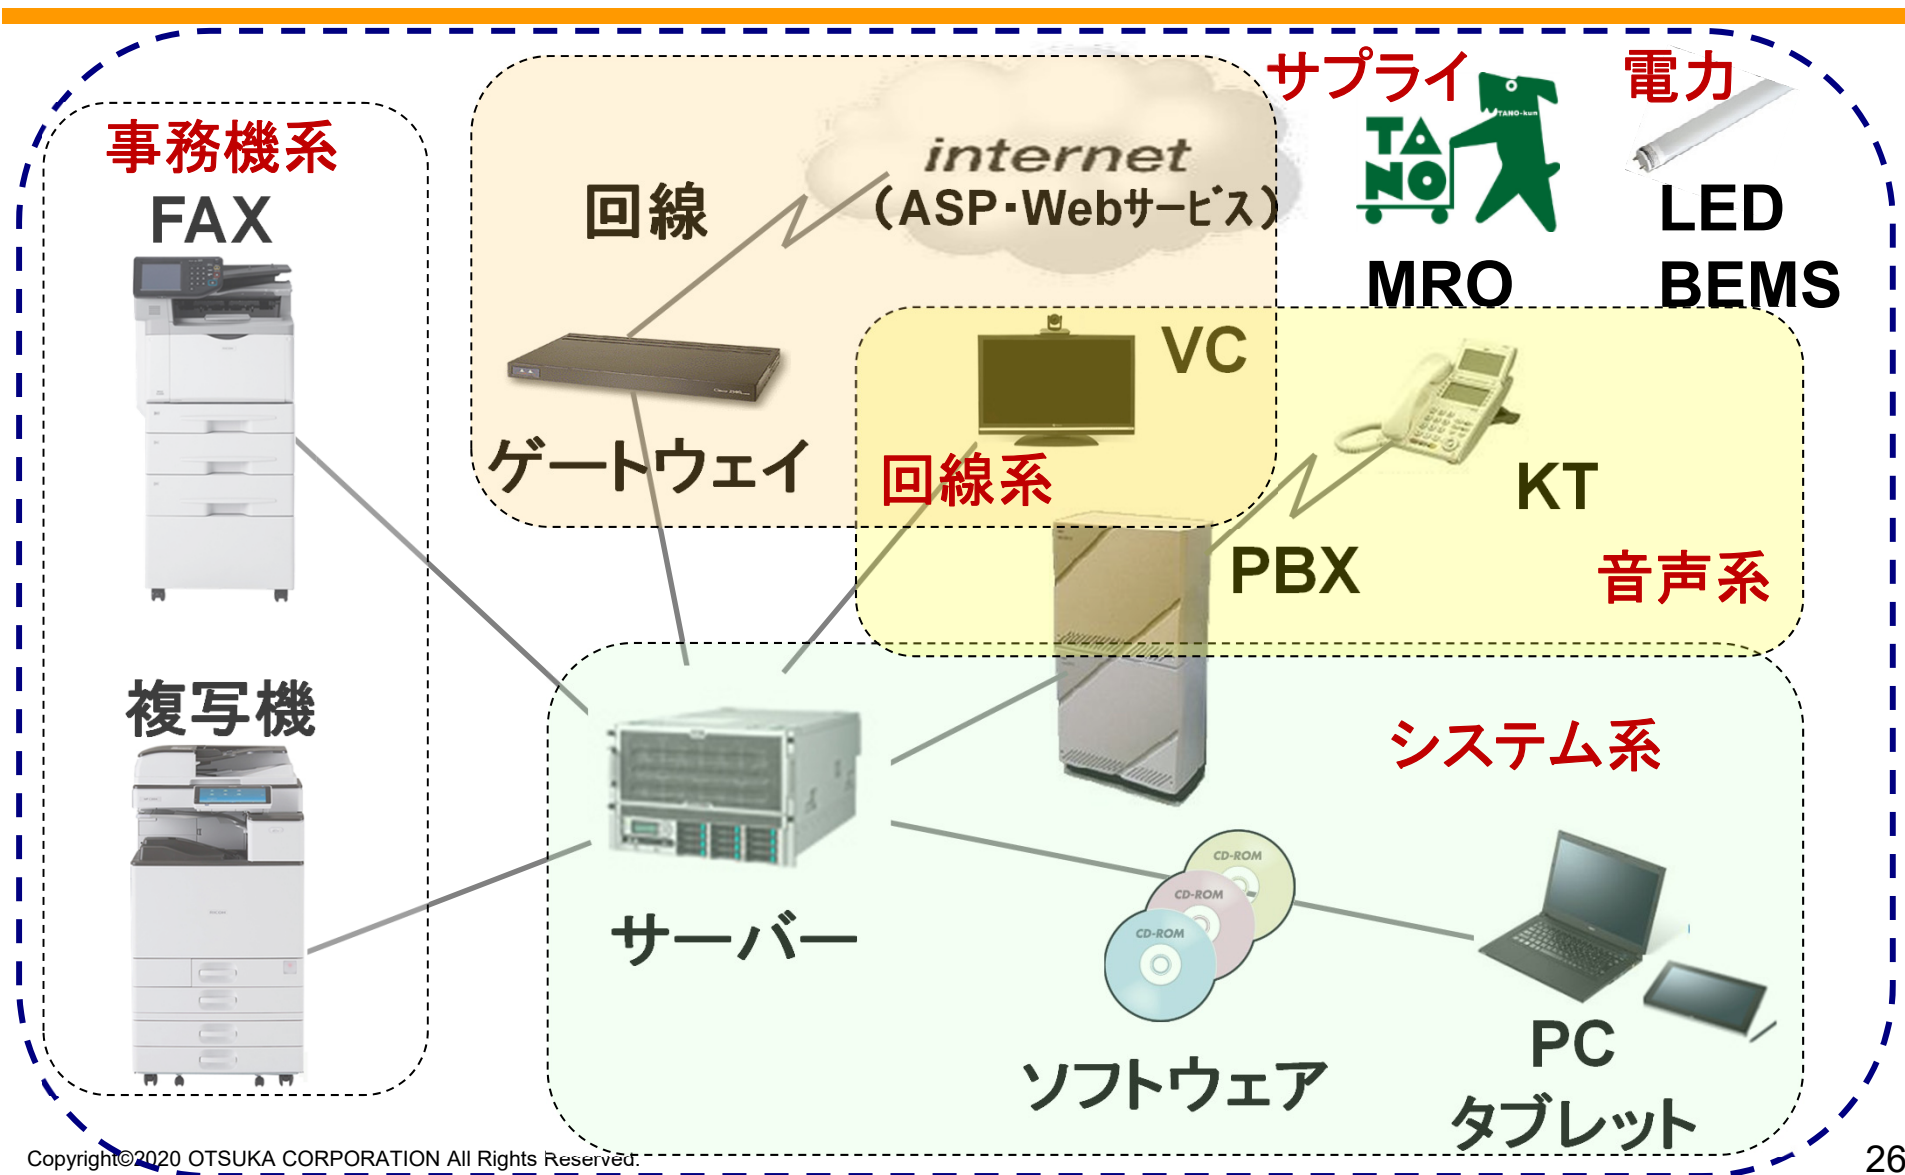 事務機系
FAX
複写機
回線
internet
（ASP・Webサービス）
ゲートウェイ
回線系
VC
サプライ
TANO-kun
TA
NO
MRO
電力
LED
BEMS
KT
PBX
音声系
システム系
サーバー
CD-ROM
CD-ROM
CD-ROM
ソフトウェア
PC
タブレット
Copyright©2020 OTSUKA CORPORATION All Rights Reserved.
26